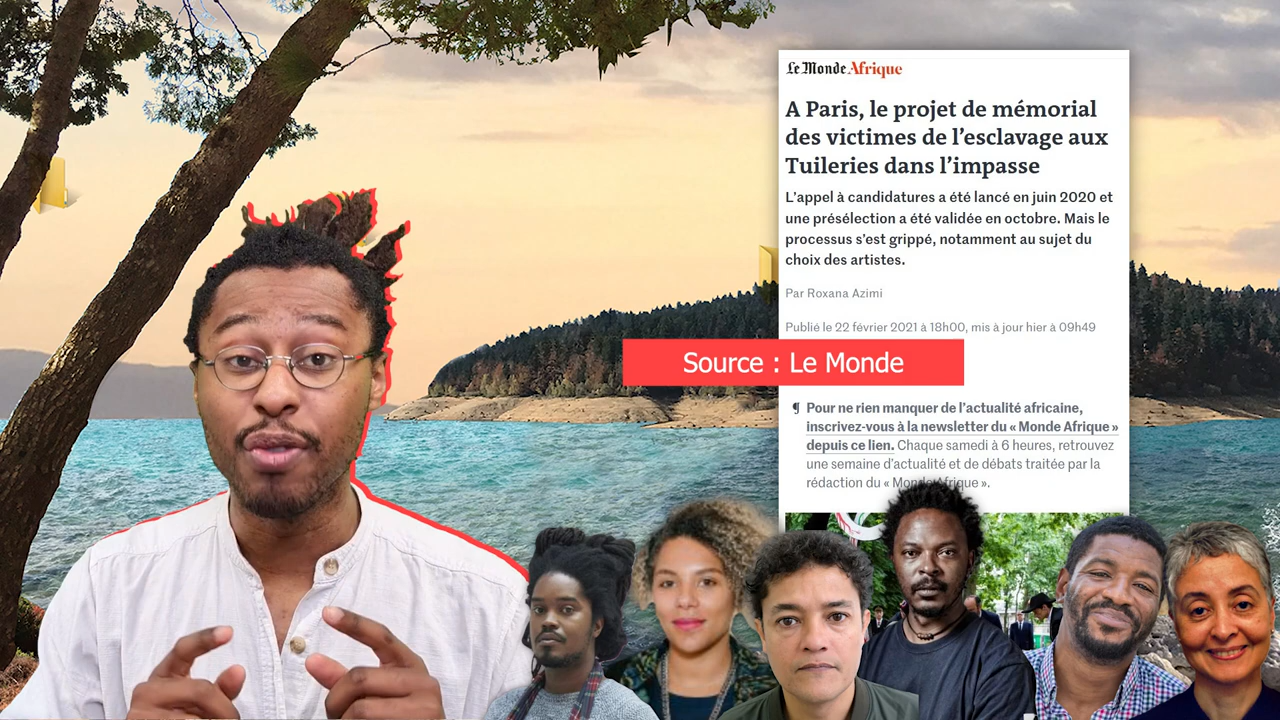 Le Monde Afrique
A Paris, le projet de mémorial
des victimes de l'esclavage aux
Tuileries dans l'impasse
L'appel à candidatures a été lancé en juin 2020 et
une présélection a été validée en octobre. Mais le
processus s'est grippé, notamment au sujet du
choix des artistes.
Par Roxana Azimi
Publié le 22 février 2021 à 18h00, mis à jour hier à 09h49
Source : Le Monde
¶ Pour ne rien manquer de l'actualité africaine,
inscrivez-vous à la newsletter du « Monde Afrique »
depuis ce lien. Chaque samedi à 6 heures, retrouvez
une semaine d'actualité et de débats traitée par la
rédaction du « Monde Afrique ».